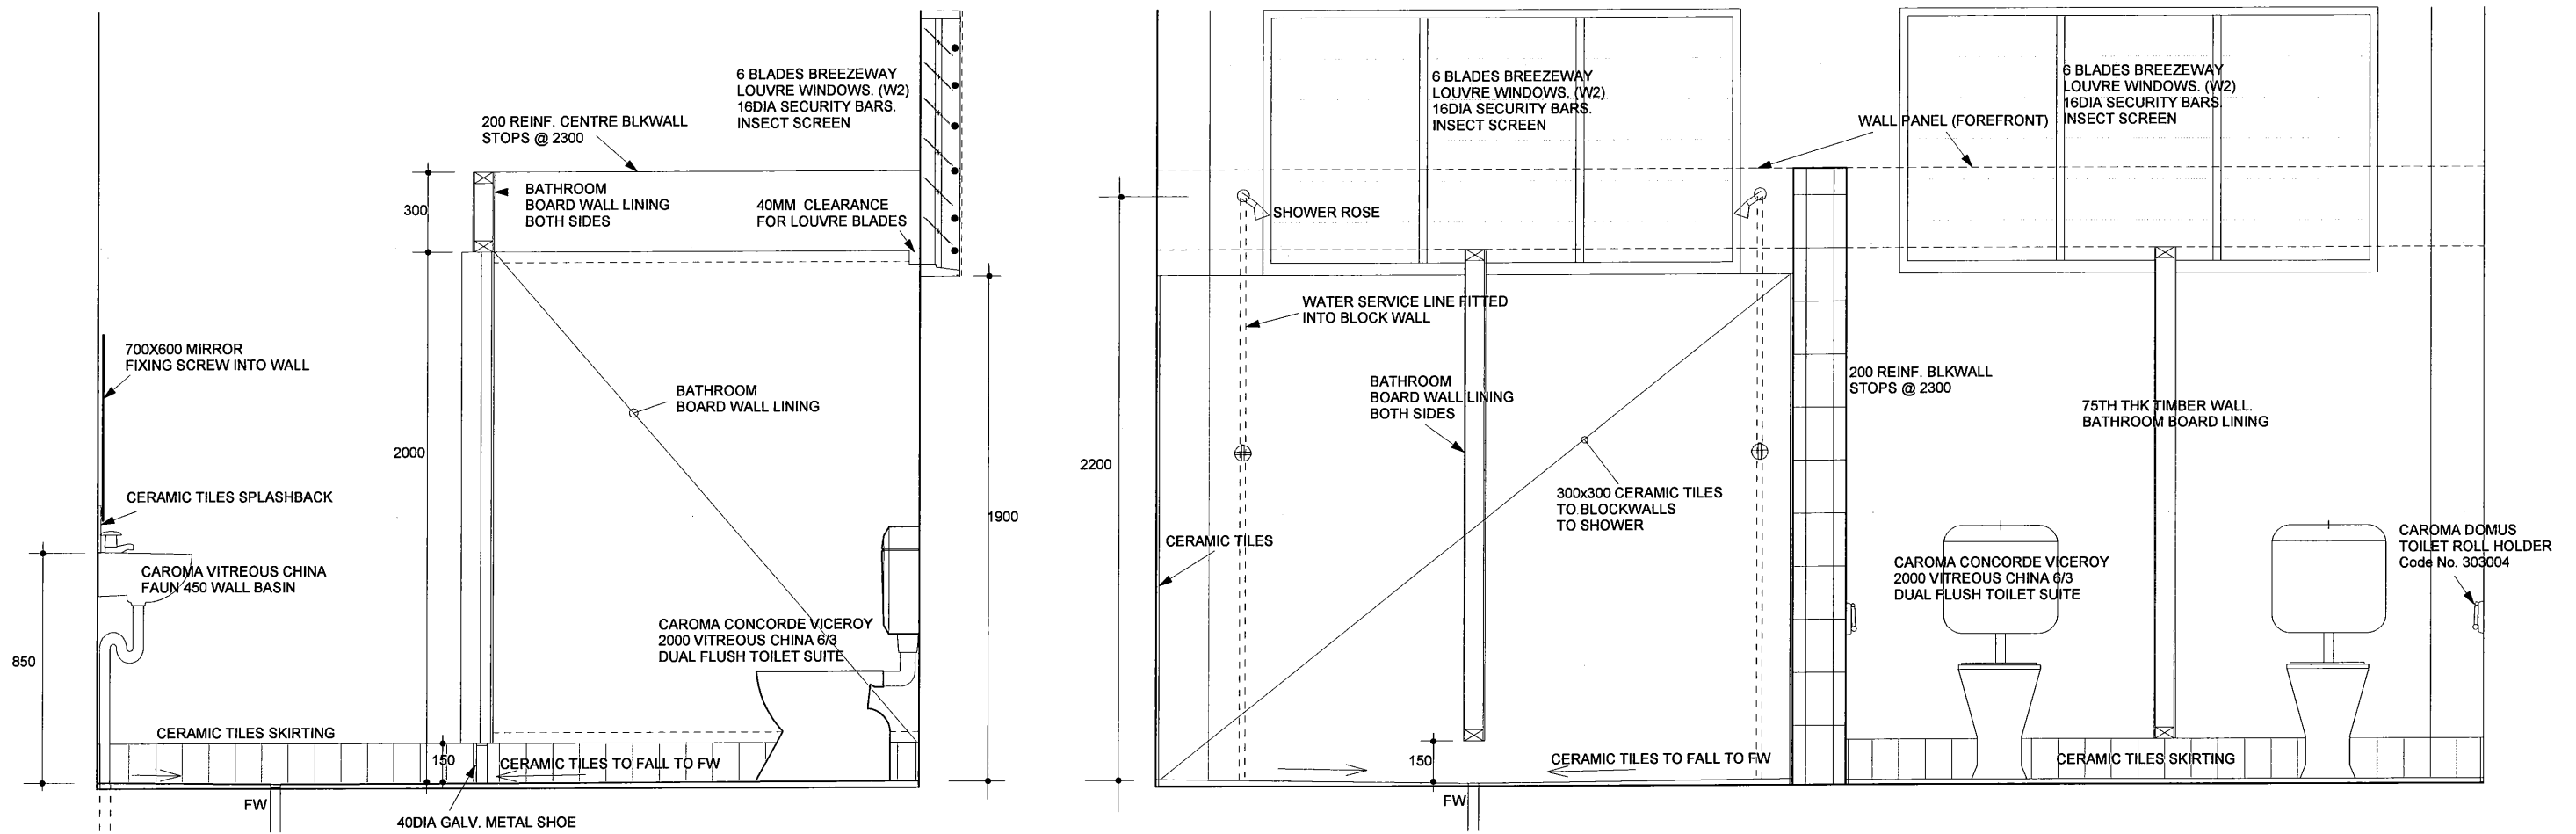 6 BLADES BREEZEWAY
LOUVRE WINDOWS. (W2)
16DIA SECURITY BARS.
INSECT SCREEN
200 REINF. CENTRE BLKWALL
STOPS @ 2300
BATHROOM
BOARD WALL LINING
BOTH SIDES
40MM CLEARANCE
FOR LOUVRE BLADES
300
700X600 MIRROR
FIXING SCREW INTO WALL
BATHROOM
BOARD WALL LINING
2000
CERAMIC TILES SPLASHBACK
1900
CAROMA VITREOUS CHINA
FAUN 450 WALL BASIN
850
CAROMA CONCORDE VICEROY
2000 VITREOUS CHINA 6/3
DUAL FLUSH TOILET SUITE
CERAMIC TILES SKIRTING
150
CERAMIC TILES TO FALL TO FW
FW
40DIA GALV. METAL SHOE
6 BLADES BREEZEWAY
LOUVRE WINDOWS. (W2)
16DIA SECURITY BARS.
INSECT SCREEN
6 BLADES BREEZEWAY
LOUVRE WINDOWS. (W2)
16DIA SECURITY BARS.
INSECT SCREEN
WALL PANEL (FOREFRONT)
SHOWER ROSE
WATER SERVICE LINE FITTED
INTO BLOCK WALL
BATHROOM
BOARD WALL LINING
BOTH SIDES
200 REINF. BLKWALL
STOPS @ 2300
75TH THK TIMBER WALL.
BATHROOM BOARD LINING
2200
300x300 CERAMIC TILES
TO BLOCKWALLS
TO SHOWER
CERAMIC TILES
CAROMA CONCORDE VICEROY
2000 VITREOUS CHINA 6/3
DUAL FLUSH TOILET SUITE
CAROMA DOMUS
TOILET ROLL HOLDER
Code No. 303004
150
CERAMIC TILES TO FALL TO FW
CERAMIC TILES SKIRTING
FW